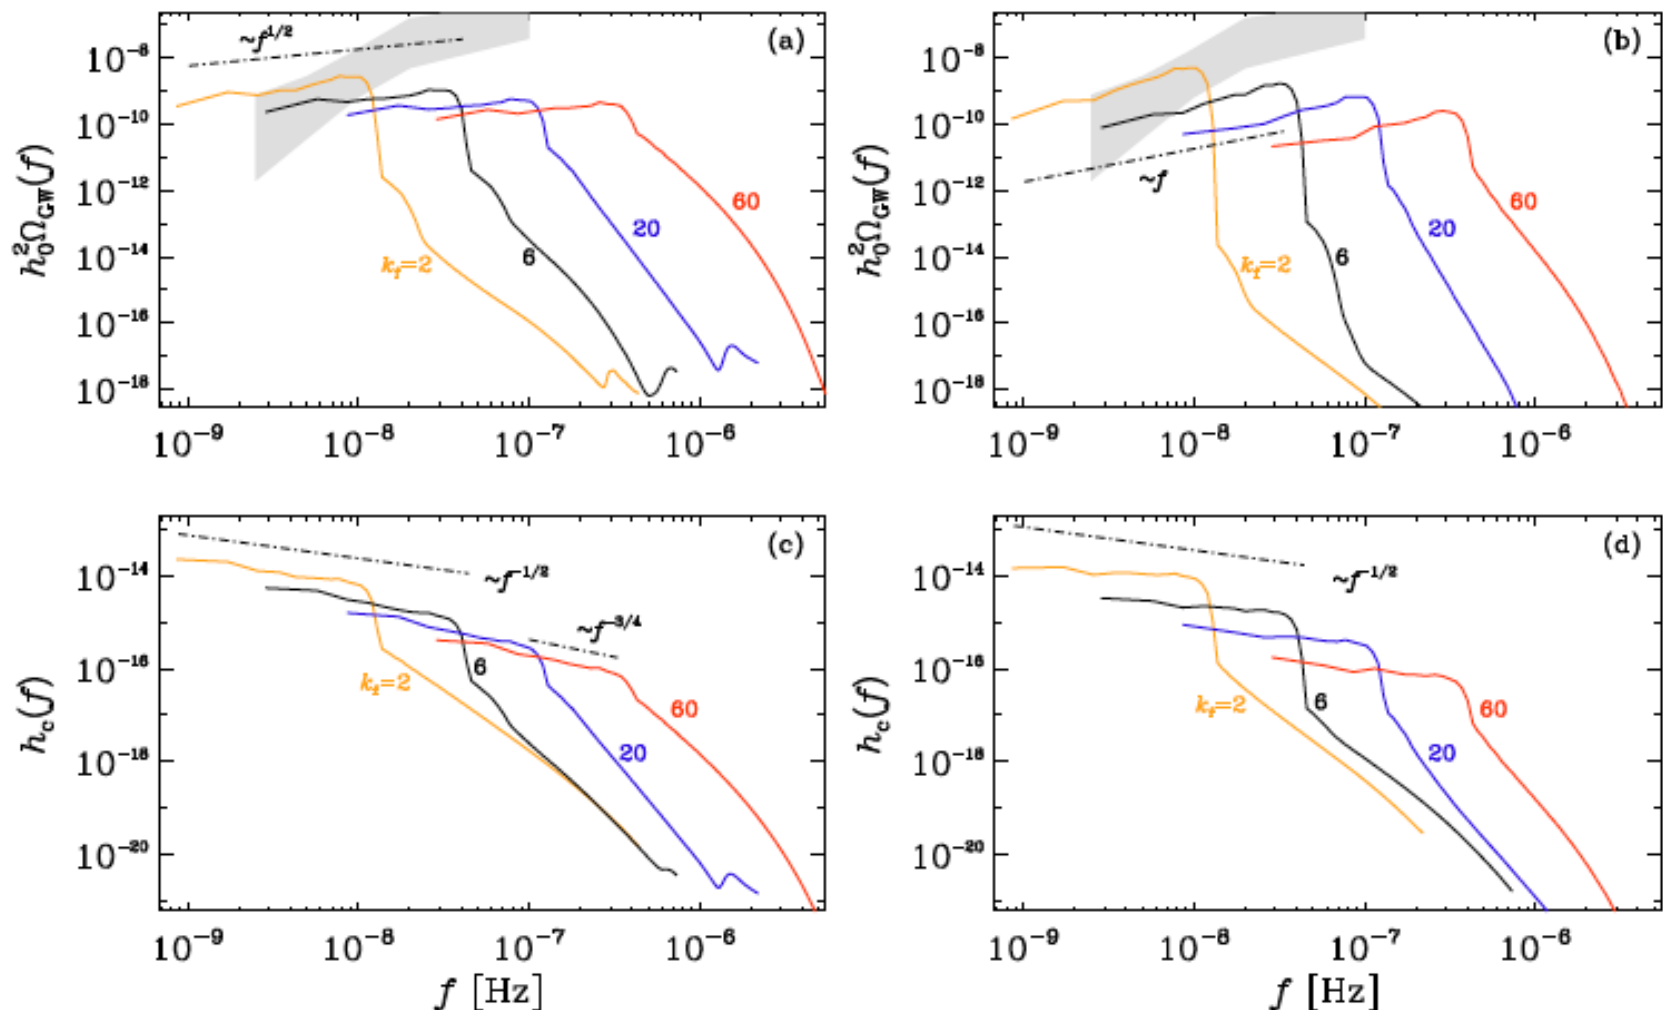 (a)
~f^{1/2}
10^{-8}
10^{-10}
10^{-12}
10^{-14}
10^{-16}
10^{-18}
h_0^2Ω_{GW}(f)
k_f=2
6
20
60
10^{-9} 10^{-8} 10^{-7} 10^{-6}
(b)
~f
10^{-8}
10^{-10}
10^{-12}
10^{-14}
10^{-16}
10^{-18}
h_0^2Ω_{GW}(f)
k_f=2
6
20
60
10^{-9} 10^{-8} 10^{-7} 10^{-6}
(c)
~f^{-1/2}
~f^{-3/4}
10^{-14}
10^{-16}
10^{-18}
10^{-20}
h_c(f)
k_f=2
6
20
60
10^{-9} 10^{-8} 10^{-7} 10^{-6}
f [Hz]
(d)
~f^{-1/2}
10^{-14}
10^{-16}
10^{-18}
10^{-20}
h_c(f)
k_f=2
6
20
60
10^{-9} 10^{-8} 10^{-7} 10^{-6}
f [Hz]